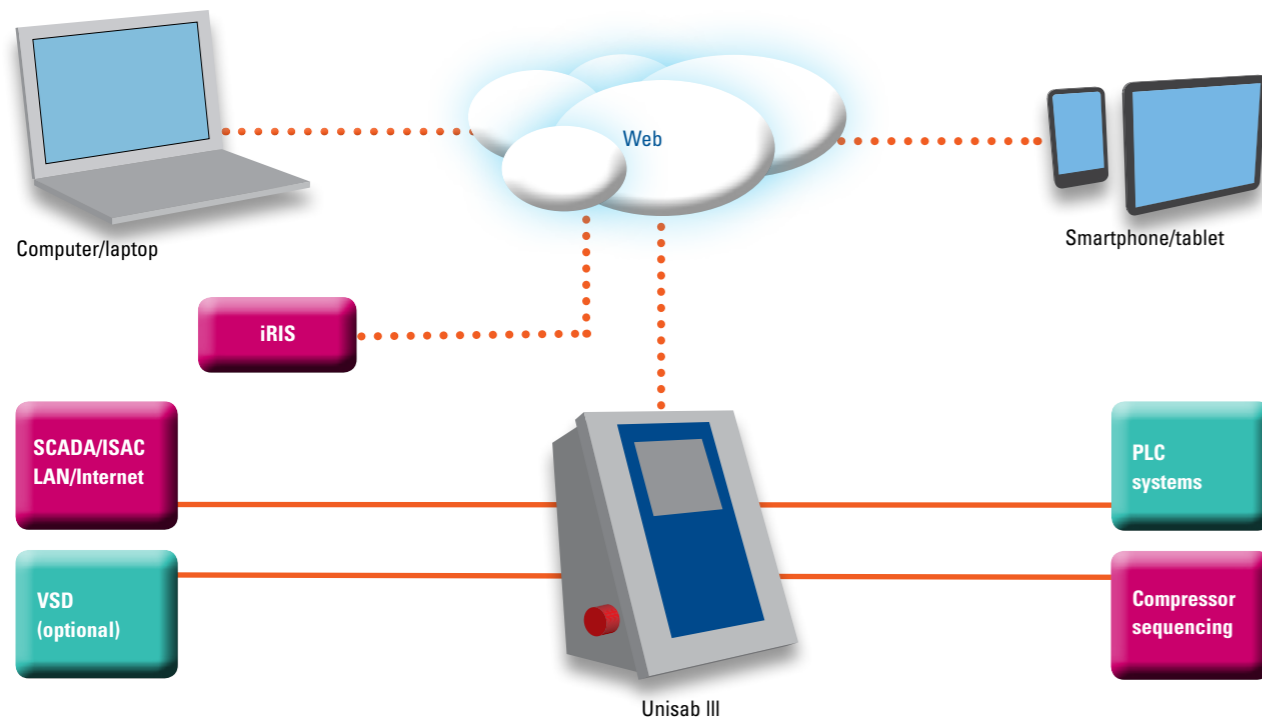 Web
Computer/laptop
Smartphone/tablet
iRIS
SCADA/ISAC
LAN/Internet
PLC
systems
VSD
(optional)
Compressor
sequencing
Unisab III